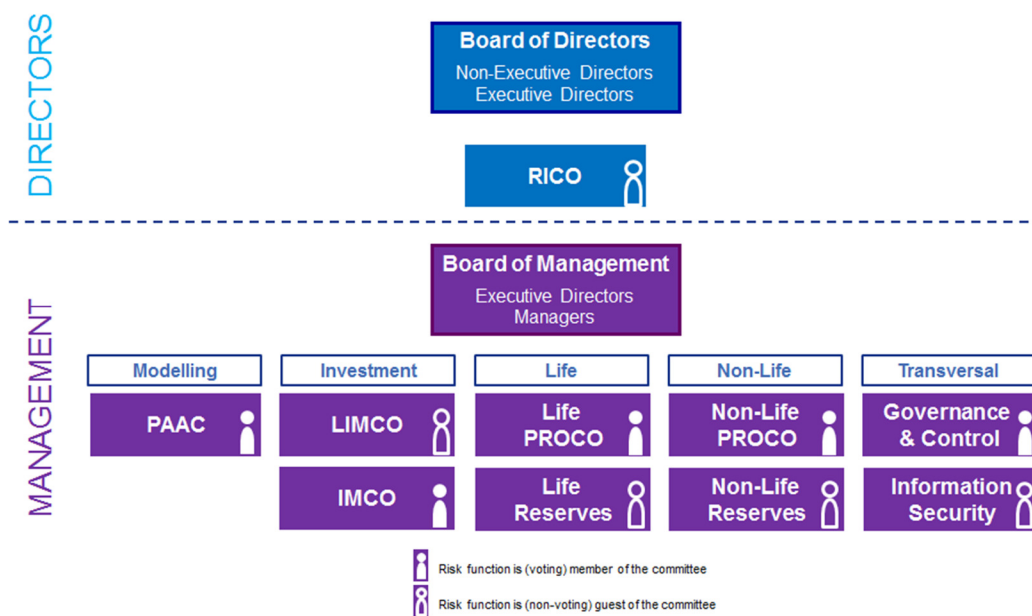 DIRECTORS
Board of Directors
Non-Executive Directors
Executive Directors
RICO
MANAGEMENT
Board of Management
Executive Directors
Managers
Modelling
Investment
Life
Non-Life
Transversal
PAAC
LIMCO
Life
PROCO
Non-Life
PROCO
Governance
& Control
IMCO
Life
Reserves
Non-Life
Reserves
Information
Security
Risk function is (voting) member of the committee
Risk function is (non-voting) guest of the committee